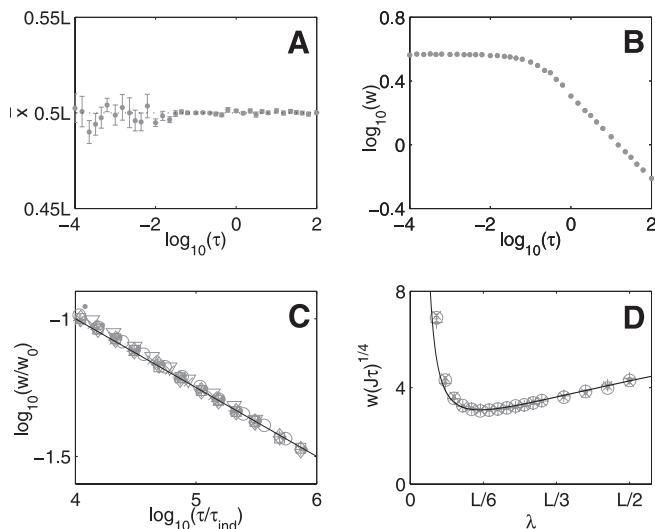 0.55L
A
x̄
0.5L
0.45L
−4 −2 0 2
log10(τ)
B
log10(w)
0.8
0.4
0
−0.4
−4 −2 0 2
log10(τ)
C
log10(w/w0)
−1
−1.5
4 5 6
log10(τ/τind)
D
w(Jτ)1/4
8
4
0
0 L/6 L/3 L/2
λ